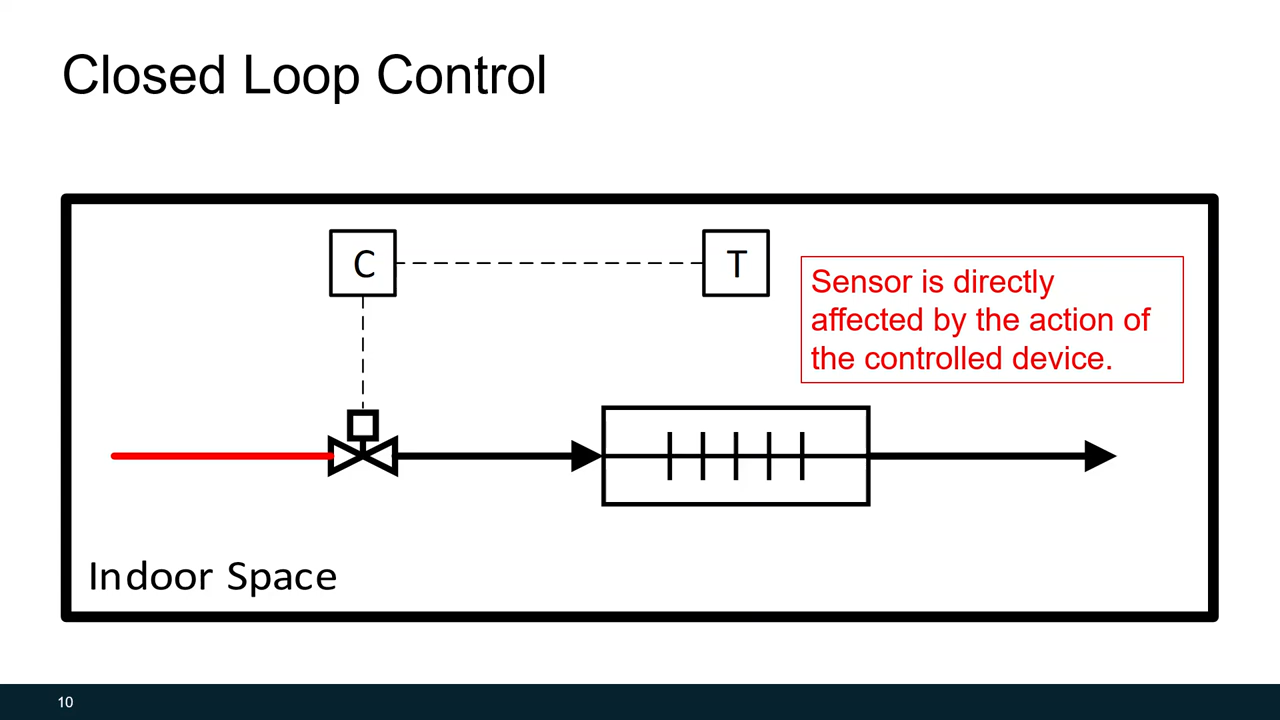 Closed Loop Control
C
T
Sensor is directly
affected by the action of
the controlled device.
Indoor Space
10